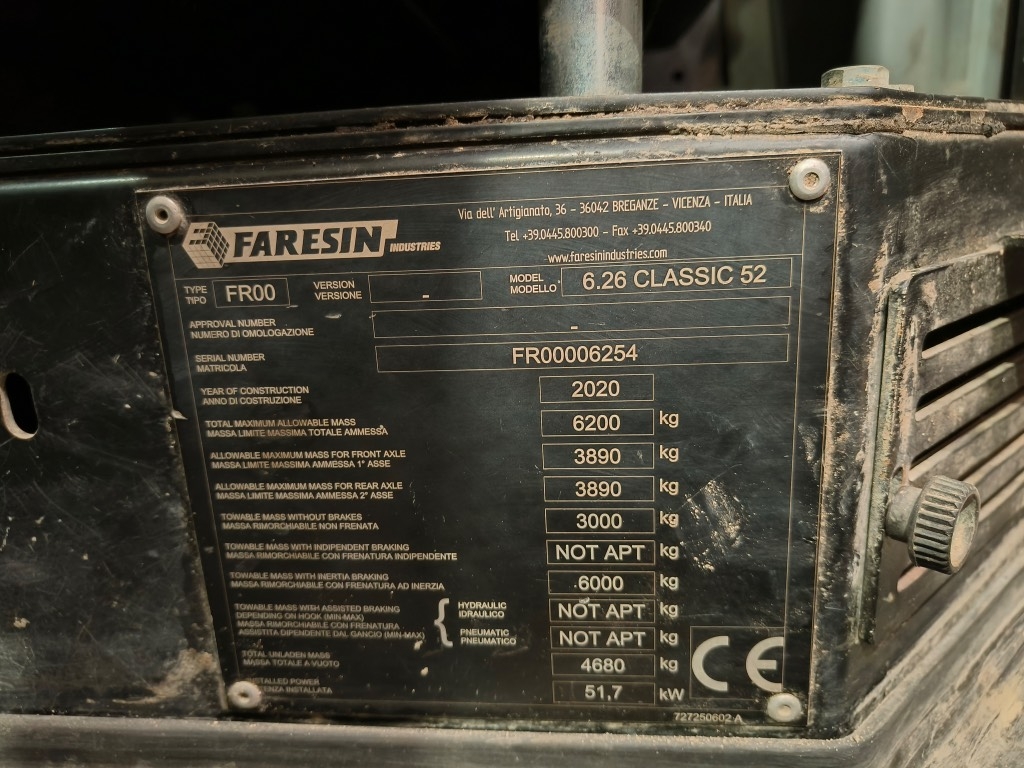 FARESIN INDUSTRIES
Via dell' Artigianato, 36 - 36042 BREGANZE - VICENZA - ITALIA
Tel +39.0445.800300 - Fax +39.0445.800340
www.faresinindustries.com
TYPE
TIPO
FR00
VERSION
VERSIONE
-
MODEL
MODELLO
6.26 CLASSIC 52
APPROVAL NUMBER
NUMERO DI OMOLOGAZIONE
-
SERIAL NUMBER
MATRICOLA
FR00006254
YEAR OF CONSTRUCTION
ANNO DI COSTRUZIONE
2020
TOTAL MAXIMUM ALLOWABLE MASS
MASSA LIMITE MASSIMA TOTALE AMMESSA
6200 kg
ALLOWABLE MAXIMUM MASS FOR FRONT AXLE
MASSA LIMITE MASSIMA AMMESSA 1° ASSE
3890 kg
ALLOWABLE MAXIMUM MASS FOR REAR AXLE
MASSA LIMITE MASSIMA AMMESSA 2° ASSE
3890 kg
TOWABLE MASS WITHOUT BRAKES
MASSA RIMORCHIABILE NON FRENATA
3000 kg
TOWABLE MASS WITH INDIPENDENT BRAKING
MASSA RIMORCHIABILE CON FRENATURA INDIPENDENTE
NOT APT kg
TOWABLE MASS WITH INERTIA BRAKING
MASSA RIMORCHIABILE CON FRENATURA AD INERZIA
6000 kg
TOWABLE MASS WITH ASSISTED BRAKING
DEPENDING ON HOOK (MIN-MAX)
MASSA RIMORCHIABILE CON FRENATURA
ASSISTITA DIPENDENTE DAL GANCIO (MIN-MAX)
HYDRAULIC
IDRAULICO
NOT APT kg
PNEUMATIC
PNEUMATICO
NOT APT kg
TOTAL UNLADEN MASS
MASSA TOTALE A VUOTO
4680 kg
INSTALLED POWER
POTENZA INSTALLATA
51,7 kW
CE
727250602 A